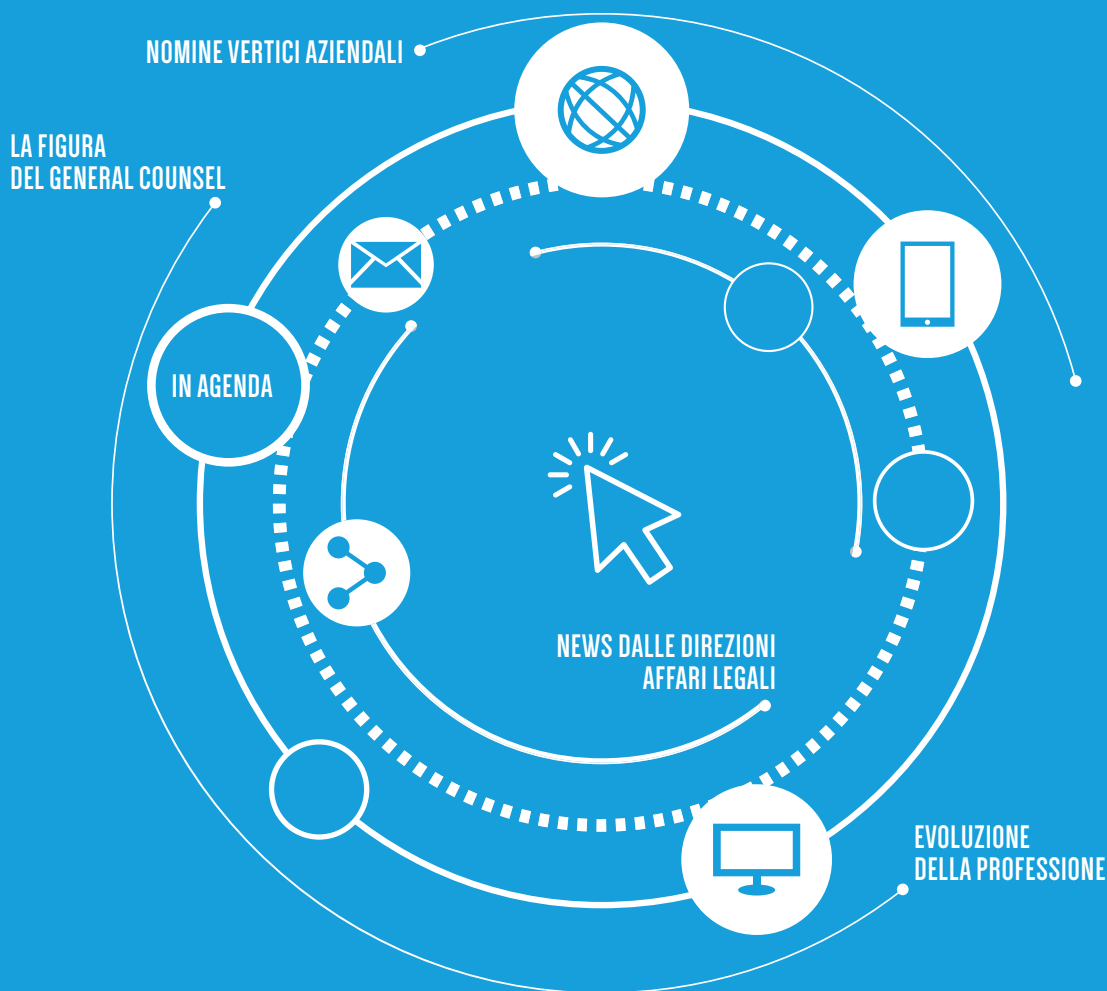 NOMINE VERTICI AZIENDALI
LA FIGURA
DEL GENERAL COUNSEL
IN AGENDA
NEWS DALLE DIREZIONI
AFFARI LEGALI
EVOLUZIONE
DELLA PROFESSIONE